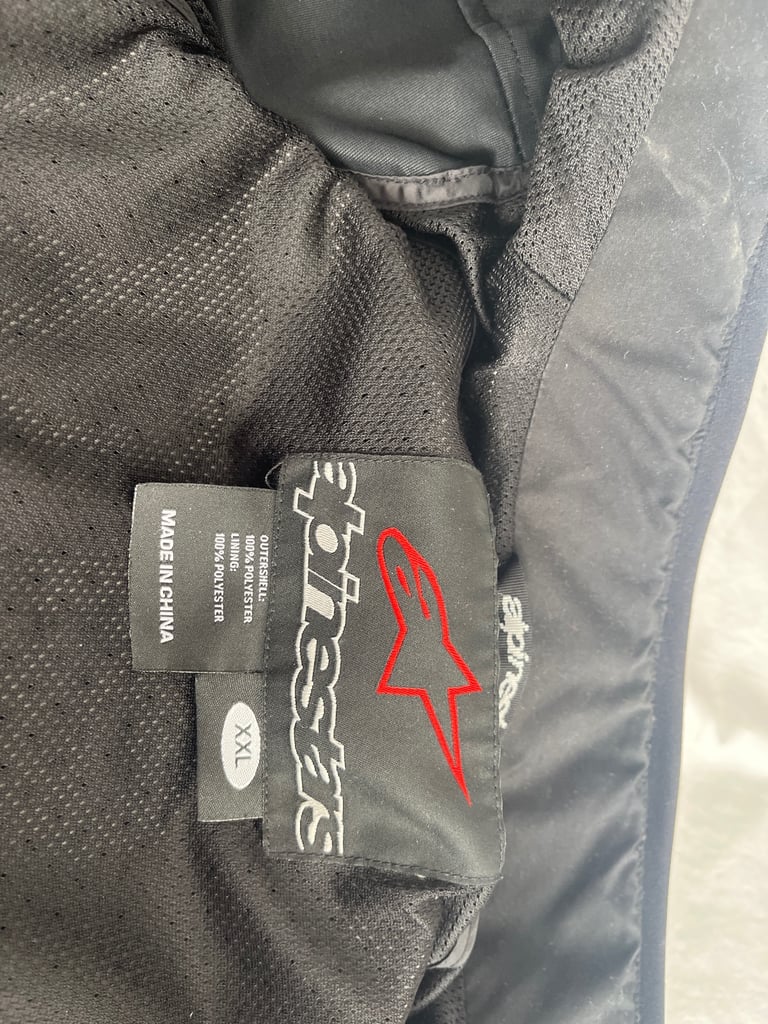 alpinestars
alpinestars
OUTERSHELL:
100% POLYESTER
LINING:
100% POLYESTER
MADE IN CHINA
XXL